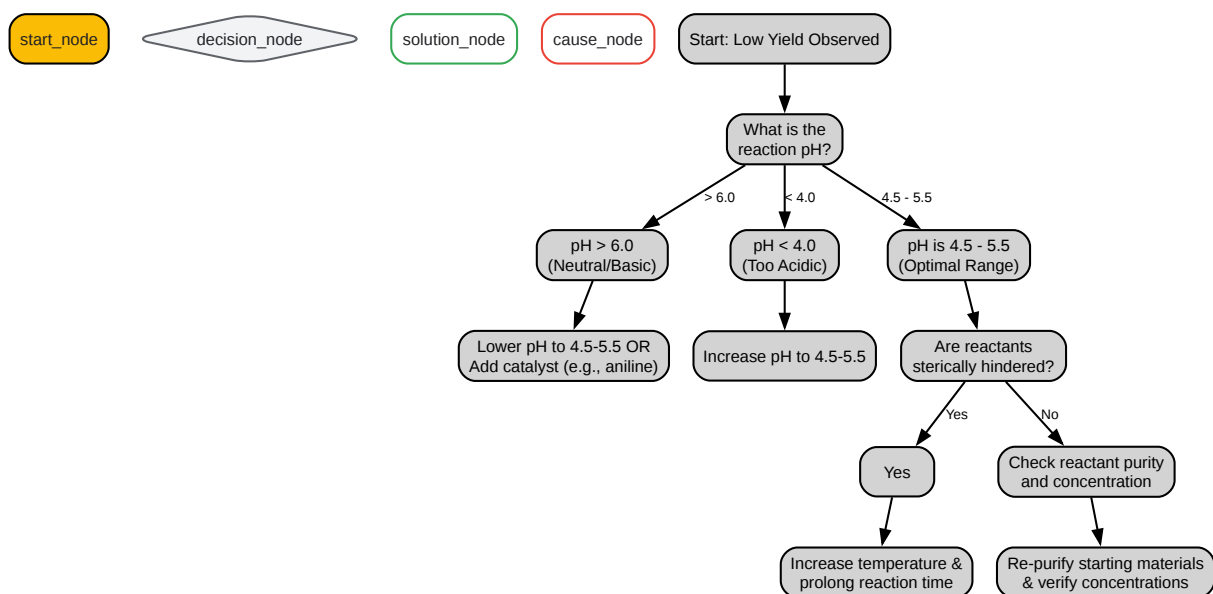 start_node
decision_node
solution_node
cause_node
Start: Low Yield Observed
What is the
reaction pH?
> 6.0
< 4.0
4.5 - 5.5
pH > 6.0
(Neutral/Basic)
pH < 4.0
(Too Acidic)
pH is 4.5 - 5.5
(Optimal Range)
Lower pH to 4.5-5.5 OR
Add catalyst (e.g., aniline)
Increase pH to 4.5-5.5
Are reactants
sterically hindered?
Yes
No
Yes
Check reactant purity
and concentration
Increase temperature &
prolong reaction time
Re-purify starting materials
& verify concentrations